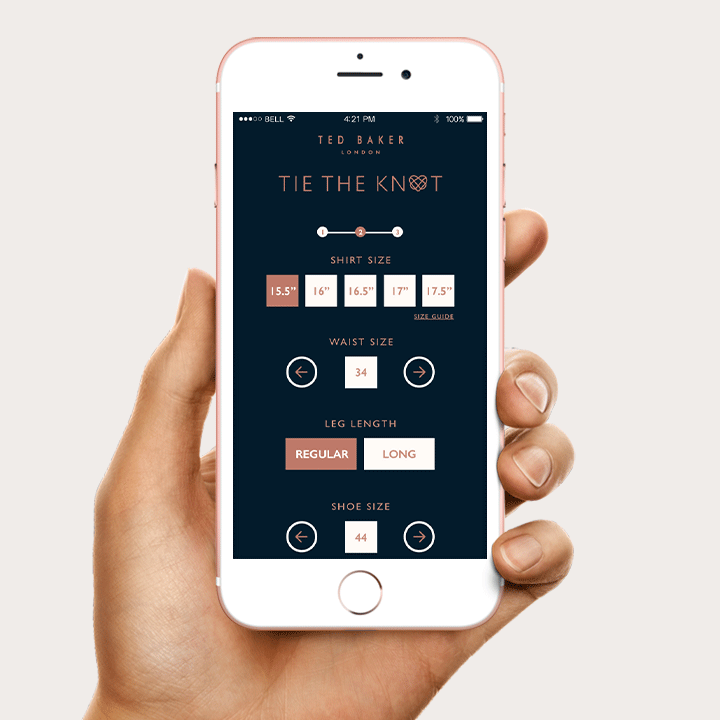 BELL 4:21 PM 100%
TED BAKER
LONDON
TIE THE KNOT
1 2 3
SHIRT SIZE
15.5” 16” 16.5” 17” 17.5”
SIZE GUIDE
WAIST SIZE
34
LEG LENGTH
REGULAR LONG
SHOE SIZE
44